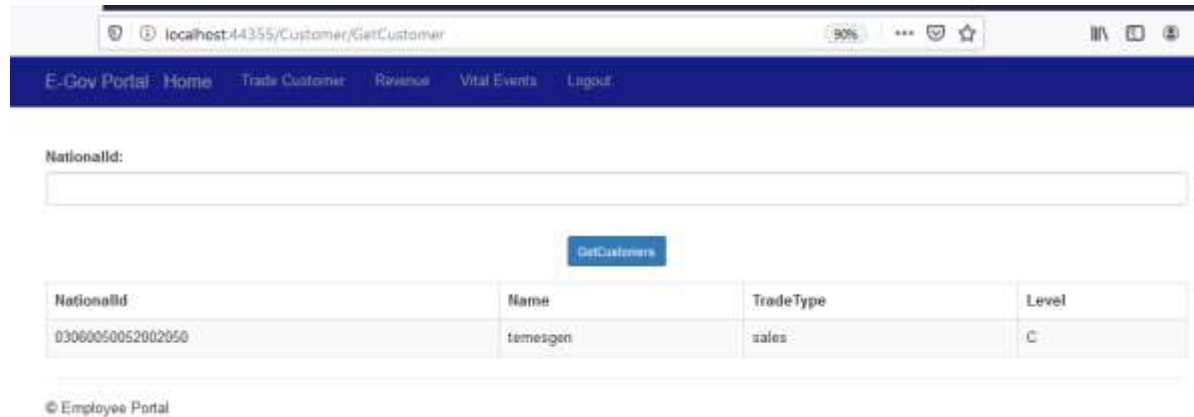 localhost:44355/Customer/GetCustomer 90%
E-Gov Portal Home Trade Customer Revenue Vital Events Logout
NationalId:
GetCustomers
NationalId Name TradeType Level
03060050052002050 temesgen sales C
© Employee Portal